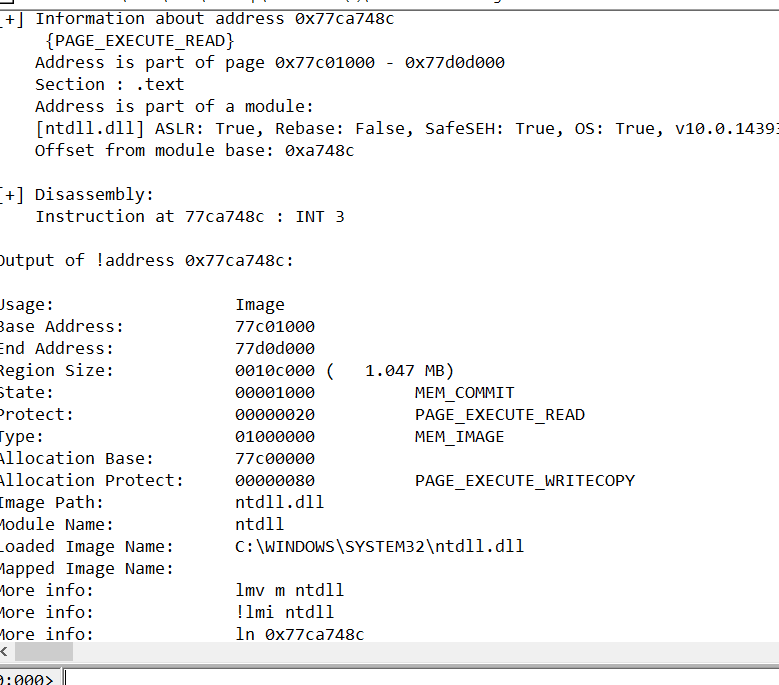 [+] Information about address 0x77ca748c
{PAGE_EXECUTE_READ}
Address is part of page 0x77c01000 - 0x77d0d000
Section : .text
Address is part of a module:
[ntdll.dll] ASLR: True, Rebase: False, SafeSEH: True, OS: True, v10.0.14393
Offset from module base: 0xa748c
[+] Disassembly:
Instruction at 77ca748c : INT 3
Output of !address 0x77ca748c:
Usage: Image
Base Address: 77c01000
End Address: 77d0d000
Region Size: 0010c000 ( 1.047 MB)
State: 00001000 MEM_COMMIT
Protect: 00000020 PAGE_EXECUTE_READ
Type: 01000000 MEM_IMAGE
Allocation Base: 77c00000
Allocation Protect: 00000080 PAGE_EXECUTE_WRITECOPY
Image Path: ntdll.dll
Module Name: ntdll
Loaded Image Name: C:\WINDOWS\SYSTEM32\ntdll.dll
Mapped Image Name:
More info: lmv m ntdll
More info: !lmi ntdll
More info: ln 0x77ca748c
0:000>